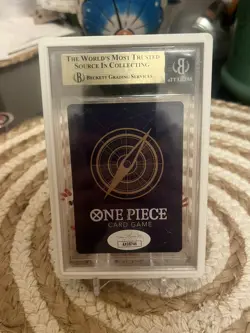 THE WORLD'S MOST TRUSTED
SOURCE IN COLLECTING
BECKETT GRADING SERVICES
ONE PIECE
CARD GAME